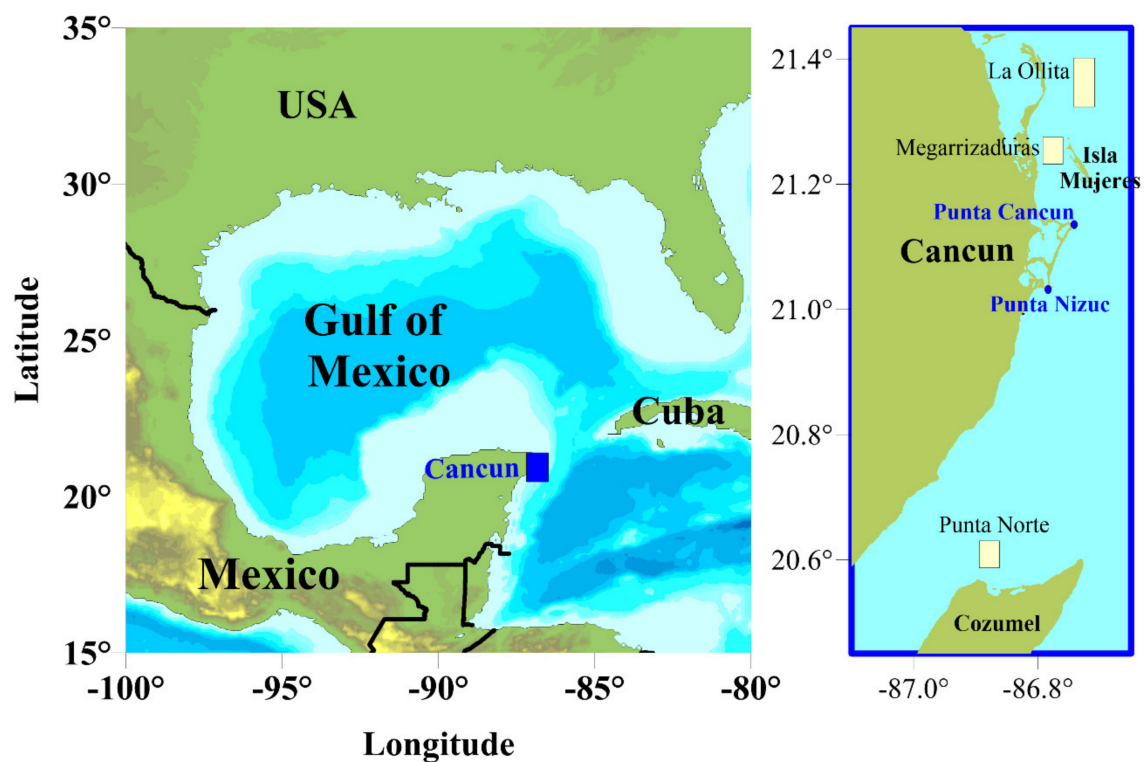 35°
30°
25°
20°
15°
Latitude
USA
Gulf of
Mexico
Cuba
Cancun
Mexico
-100°
-95°
-90°
-85°
-80°
Longitude
21.4°
21.2°
21.0°
20.8°
20.6°
La Ollita
Megarrizaduras
Isla
Mujeres
Punta Cancun
Cancun
Punta Nizuc
Punta Norte
Cozumel
-87.0°
-86.8°